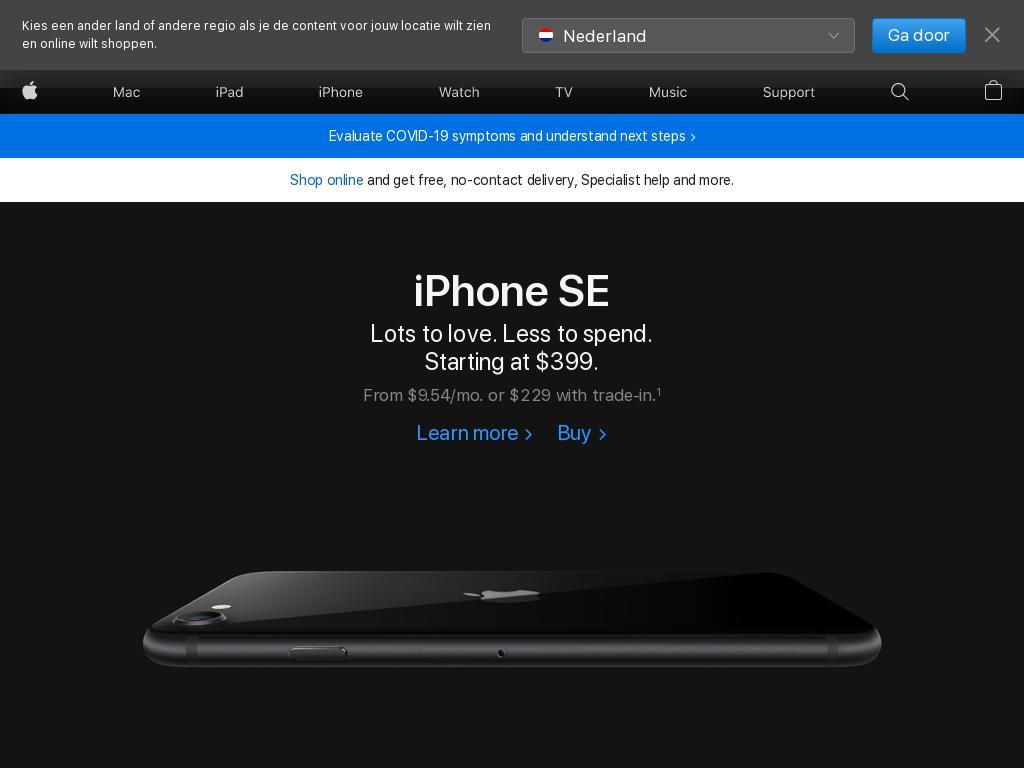 Kies een ander land of andere regio als je de content voor jouw locatie wilt zien
en online wilt shoppen.
Nederland
Ga door
Mac
iPad
iPhone
Watch
TV
Music
Support
Evaluate COVID-19 symptoms and understand next steps ›
Shop online and get free, no-contact delivery, Specialist help and more.
iPhone SE
Lots to love. Less to spend.
Starting at $399.
From $9.54/mo. or $229 with trade-in.¹
Learn more ›
Buy ›